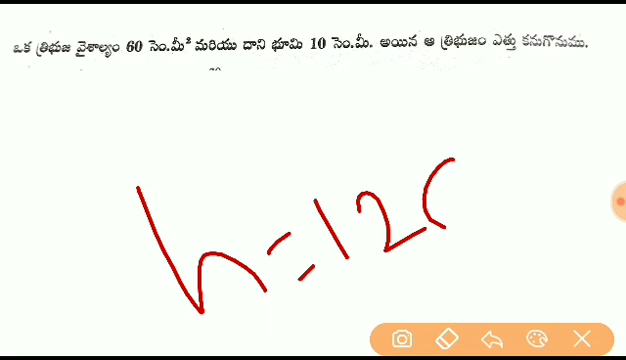 ఒక త్రిభుజ వైశాల్యం 60 సెం.మీ² మరియు దాని భూమి 10 సెం.మీ. అయిన ఆ త్రిభుజం ఎత్తు కనుగొనుము.
h = 12c